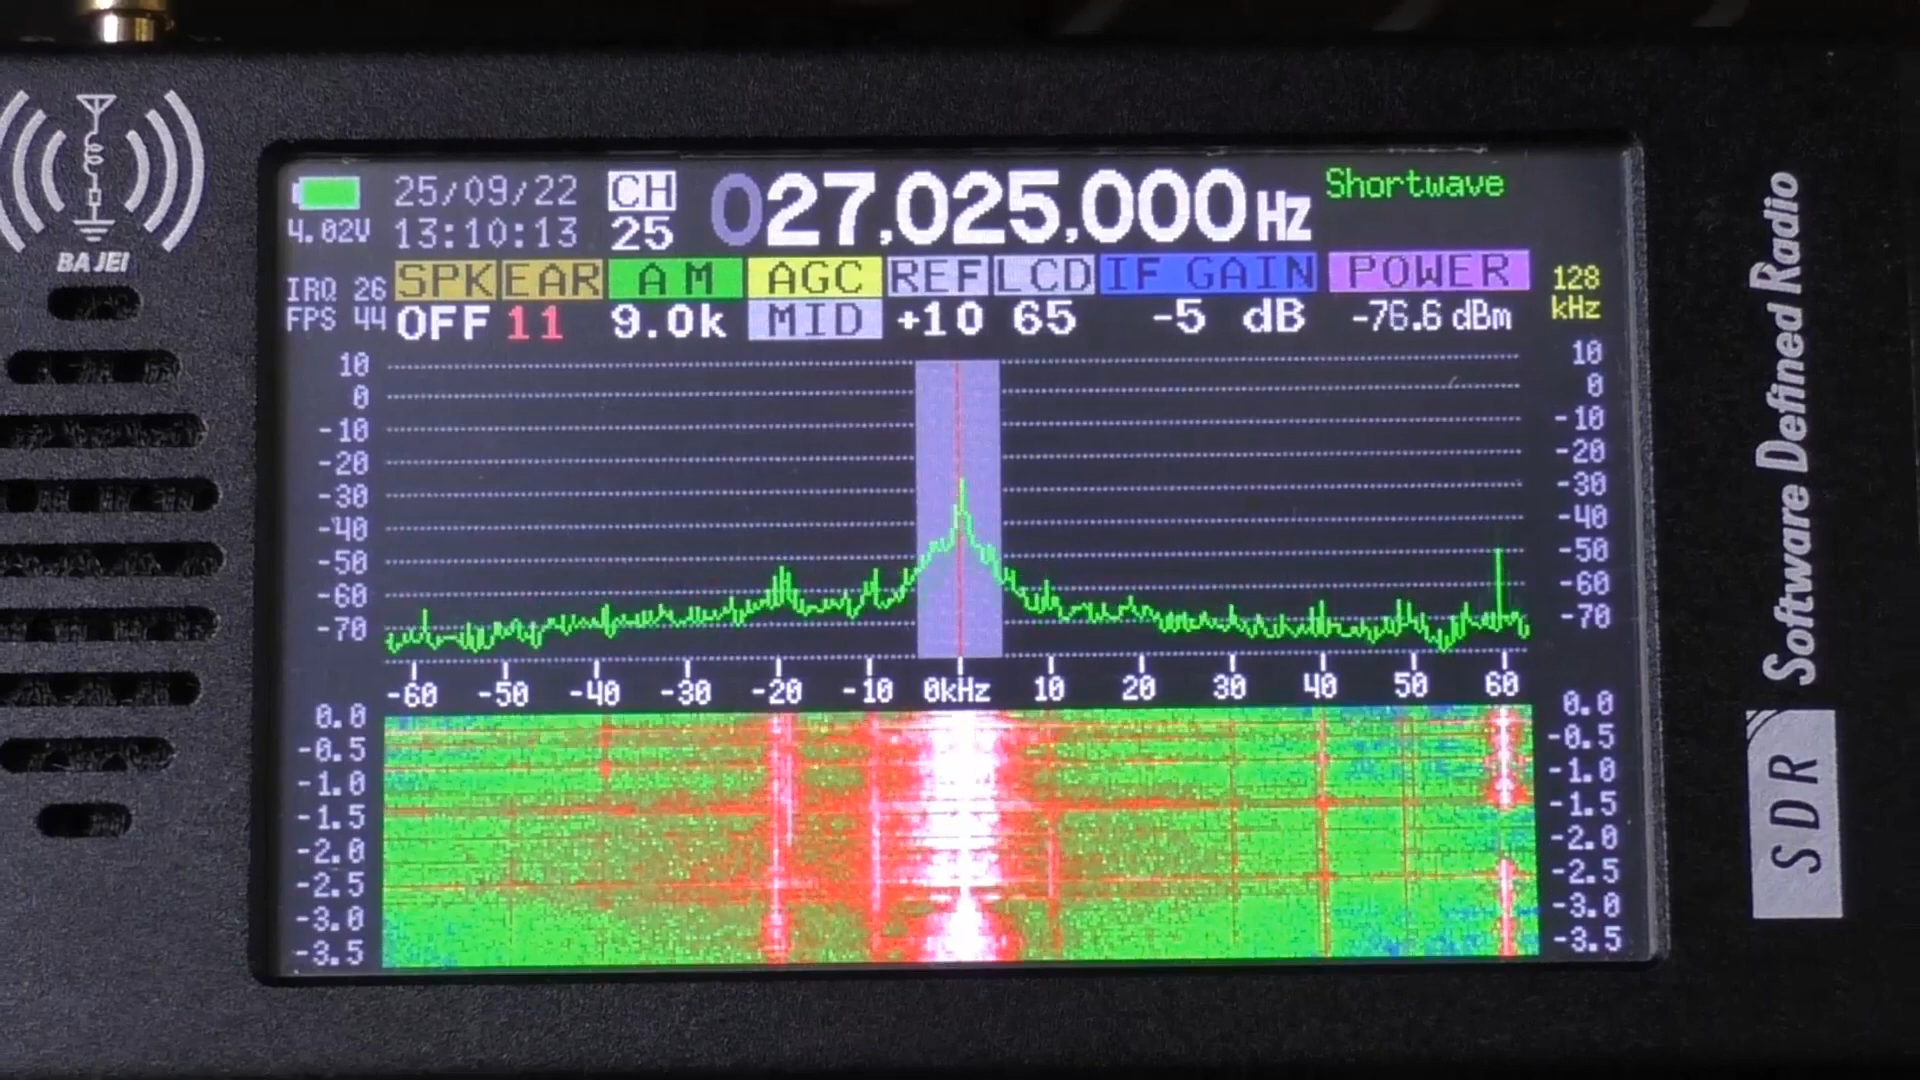 BAJEI
4.02V
25/09/22
13:10:13
CH
25
027,025,000Hz
Shortwave
IRQ 26
FPS 44
SPK EAR AM AGC REF LCD IF GAIN POWER
OFF 11 9.0k MID +10 65 -5 dB -76.6 dBm
128
kHz
10 10
0 0
-10 -10
-20 -20
-30 -30
-40 -40
-50 -50
-60 -60
-70 -70
-60 -50 -40 -30 -20 -10 0kHz 10 20 30 40 50 60
0.0 0.0
-0.5 -0.5
-1.0 -1.0
-1.5 -1.5
-2.0 -2.0
-2.5 -2.5
-3.0 -3.0
-3.5 -3.5
Software Defined Radio
SDR